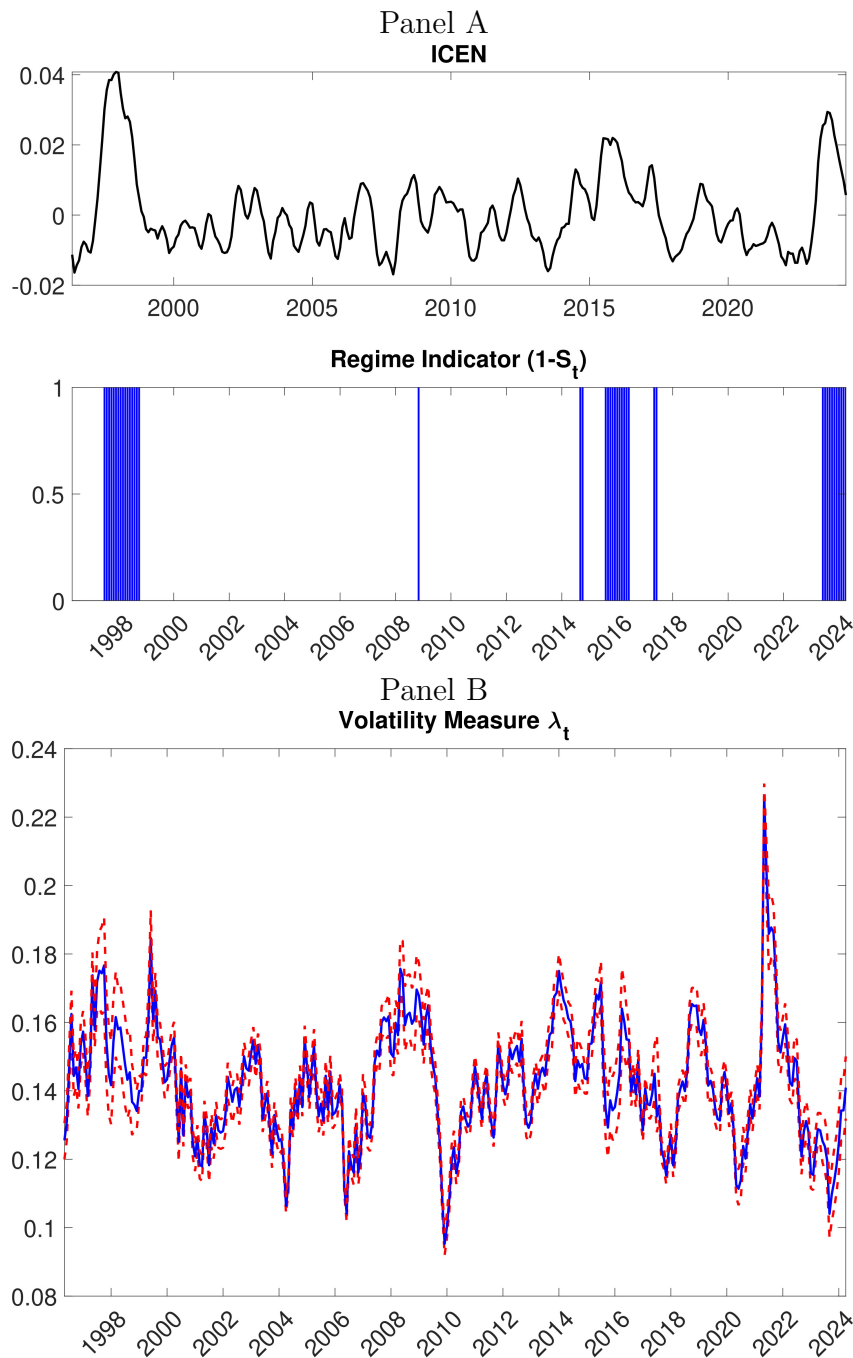 Panel A
ICEN
0.04
0.02
0
-0.02
2000 2005 2010 2015 2020
Regime Indicator (1-S_t)
1
0.5
0
1998 2000 2002 2004 2006 2008 2010 2012 2014 2016 2018 2020 2022 2024
Panel B
Volatility Measure λ_t
0.24
0.22
0.2
0.18
0.16
0.14
0.12
0.1
0.08
1998 2000 2002 2004 2006 2008 2010 2012 2014 2016 2018 2020 2022 2024